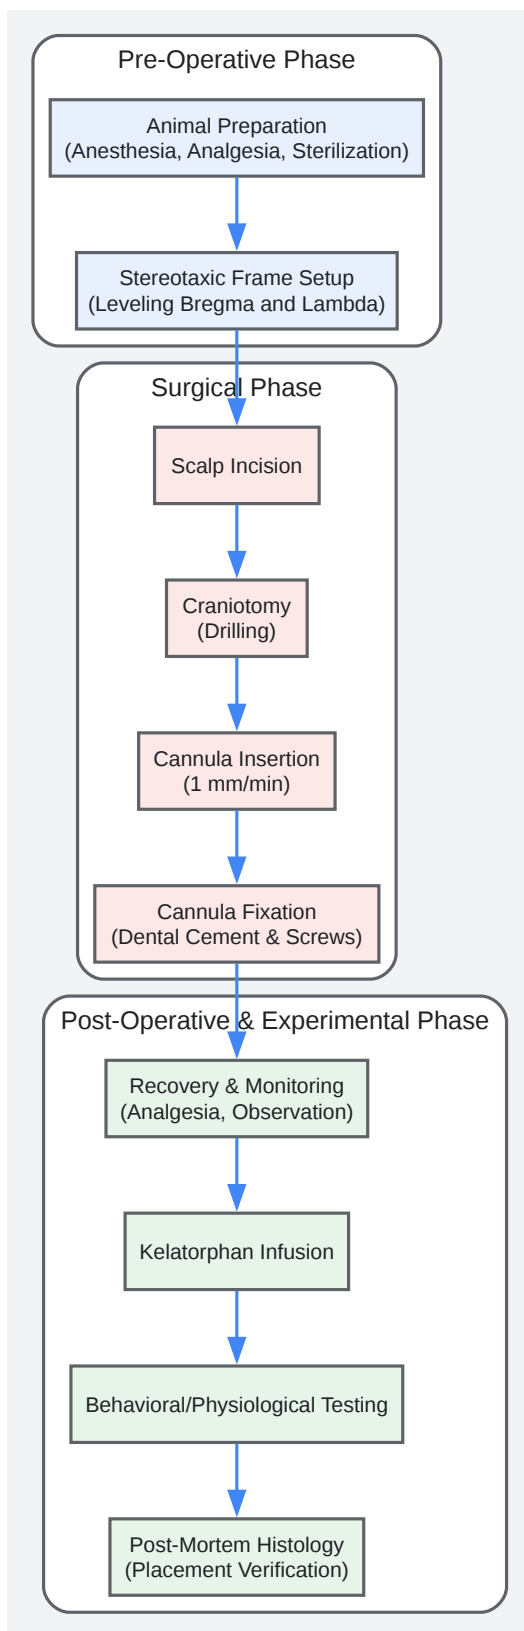 Pre-Operative Phase
Animal Preparation
(Anesthesia, Analgesia, Sterilization)
Stereotaxic Frame Setup
(Leveling Bregma and Lambda)
Surgical Phase
Scalp Incision
Craniotomy
(Drilling)
Cannula Insertion
(1 mm/min)
Cannula Fixation
(Dental Cement & Screws)
Post-Operative & Experimental Phase
Recovery & Monitoring
(Analgesia, Observation)
Kelatorphan Infusion
Behavioral/Physiological Testing
Post-Mortem Histology
(Placement Verification)